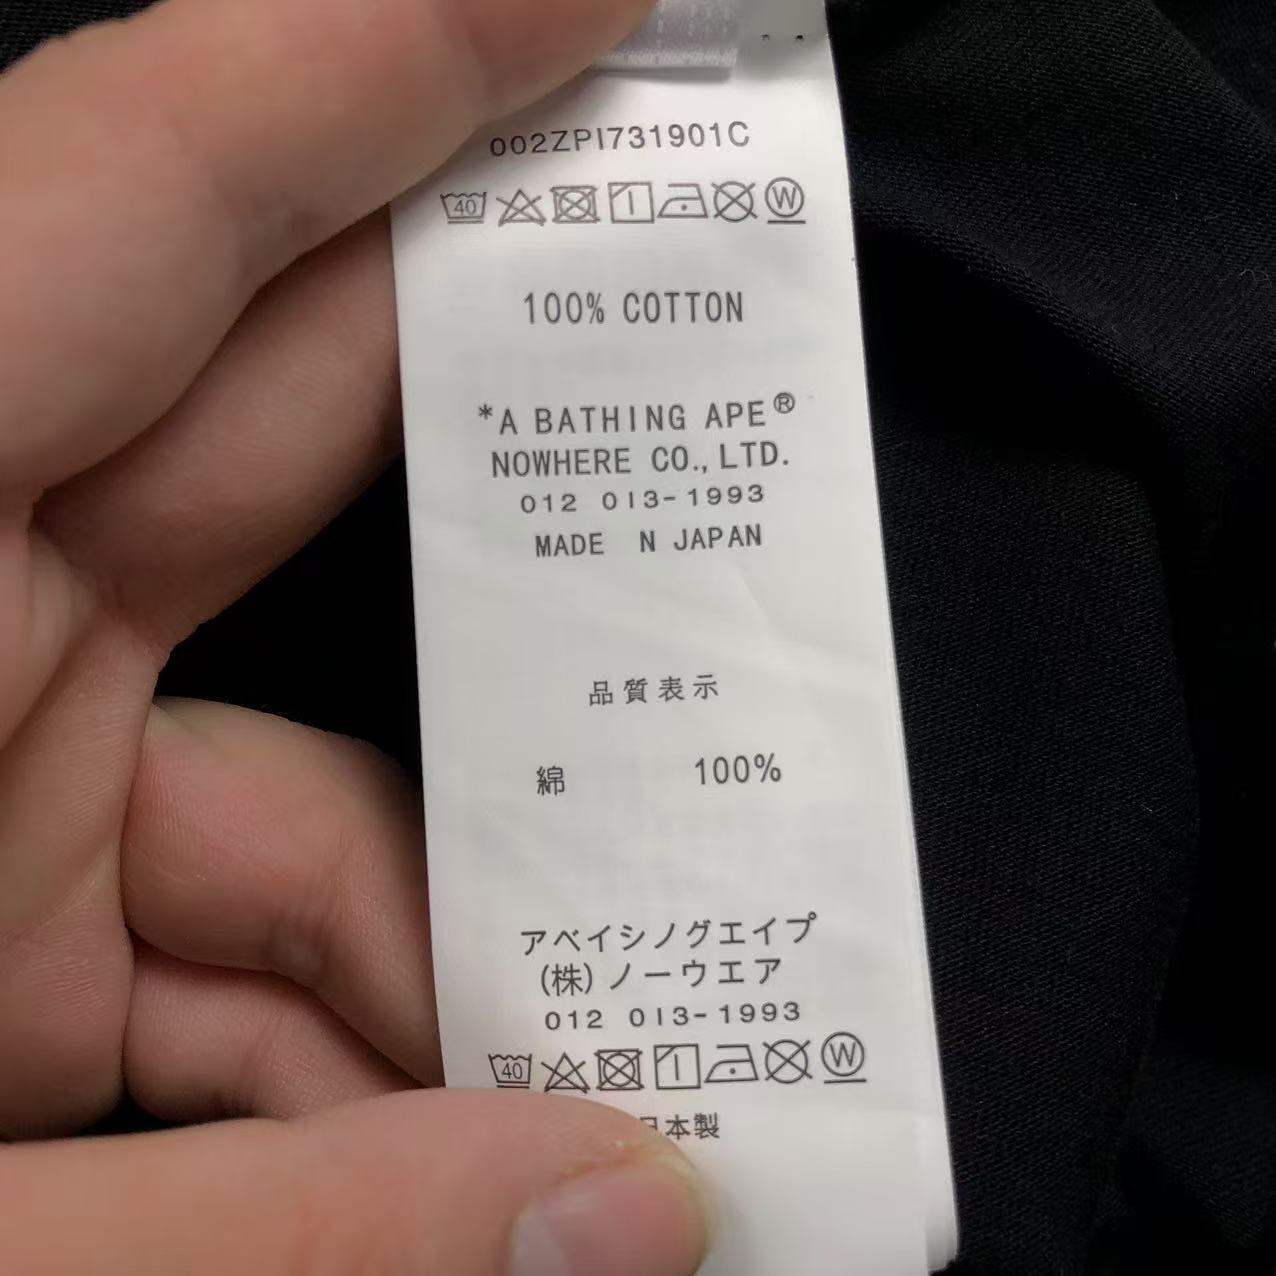 002ZPI731901C
40 W
100% COTTON
*A BATHING APE®
NOWHERE CO., LTD.
012 013-1993
MADE N JAPAN
品質表示
綿 100%
アベイシノグエイプ
(株)ノーウエア
012 013-1993
40 W
日本製